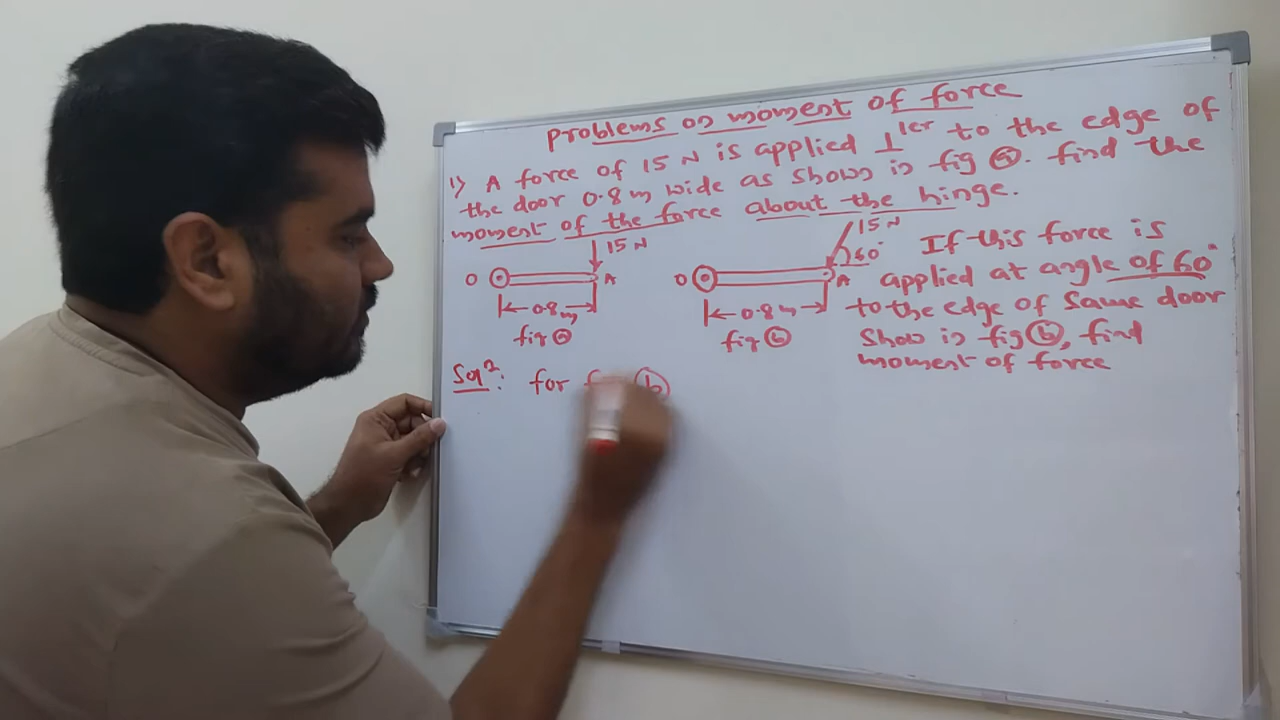 problems on moment of force
1) A force of 15 N is applied ⊥ler to the edge of
the door 0.8 m wide as shown in fig ⓐ. find the
moment of the force about the hinge.
15 N
O A
0.8 m
fig ⓐ
15 N
60°
O A
0.8 m
fig ⓑ
If this force is
applied at angle of 60°
to the edge of same door
show in fig ⓑ, find
moment of force
Solⁿ: for ⓑ